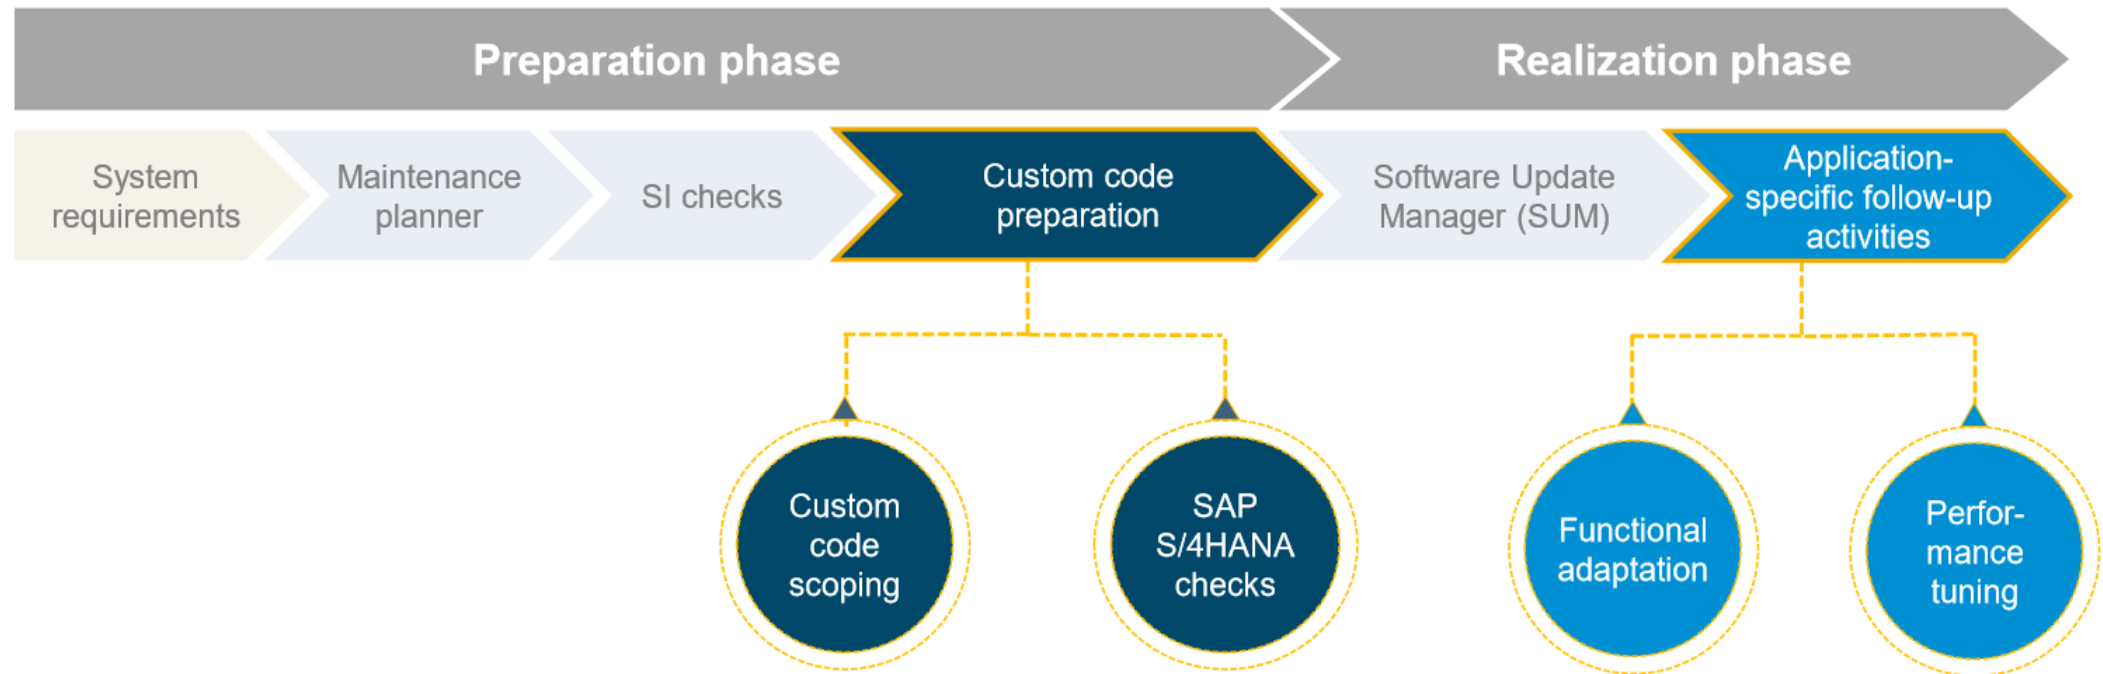 Preparation phase
Realization phase
System
requirements
Maintenance
planner
SI checks
Custom code
preparation
Software Update
Manager (SUM)
Application-
specific follow-up
activities
Custom
code
scoping
SAP
S/4HANA
checks
Functional
adaptation
Perfor-
mance
tuning